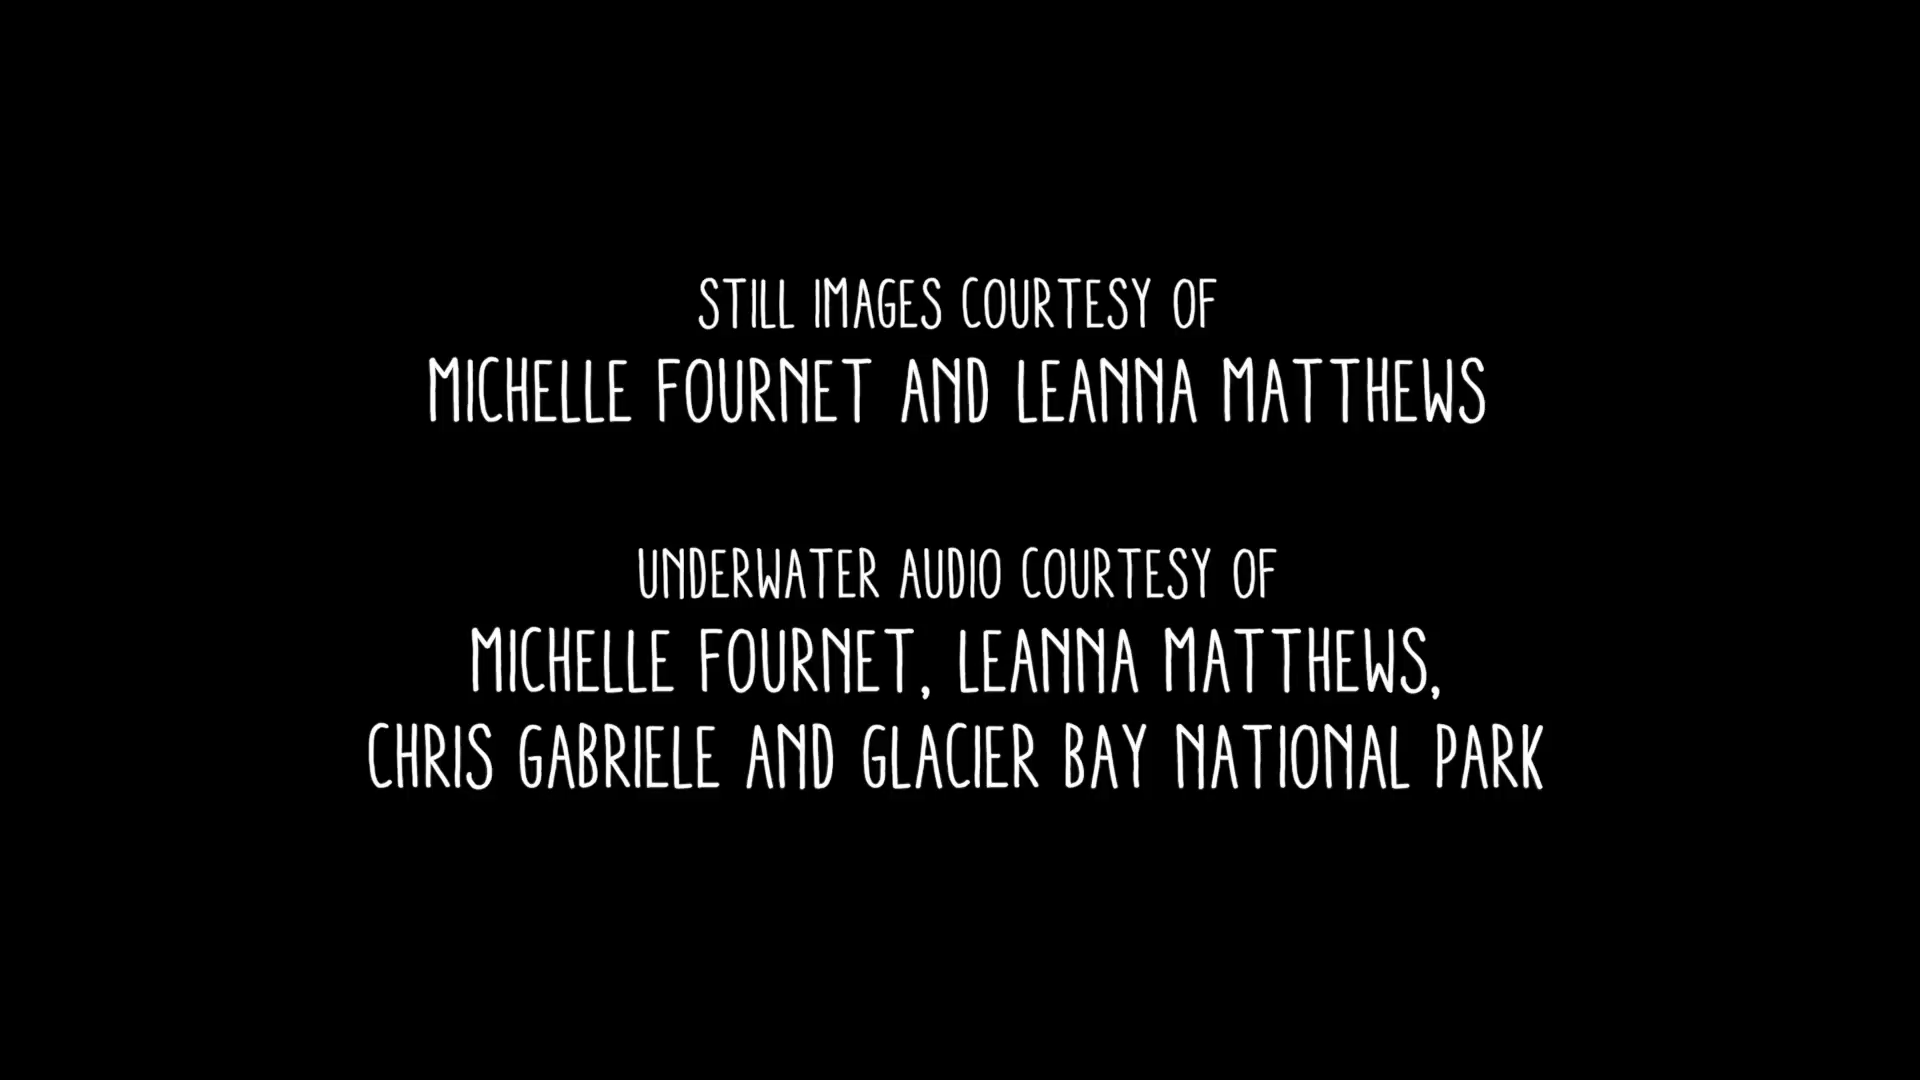 STILL IMAGES COURTESY OF
MICHELLE FOURNET AND LEANNA MATTHEWS
UNDERWATER AUDIO COURTESY OF
MICHELLE FOURNET, LEANNA MATTHEWS,
CHRIS GABRIELE AND GLACIER BAY NATIONAL PARK